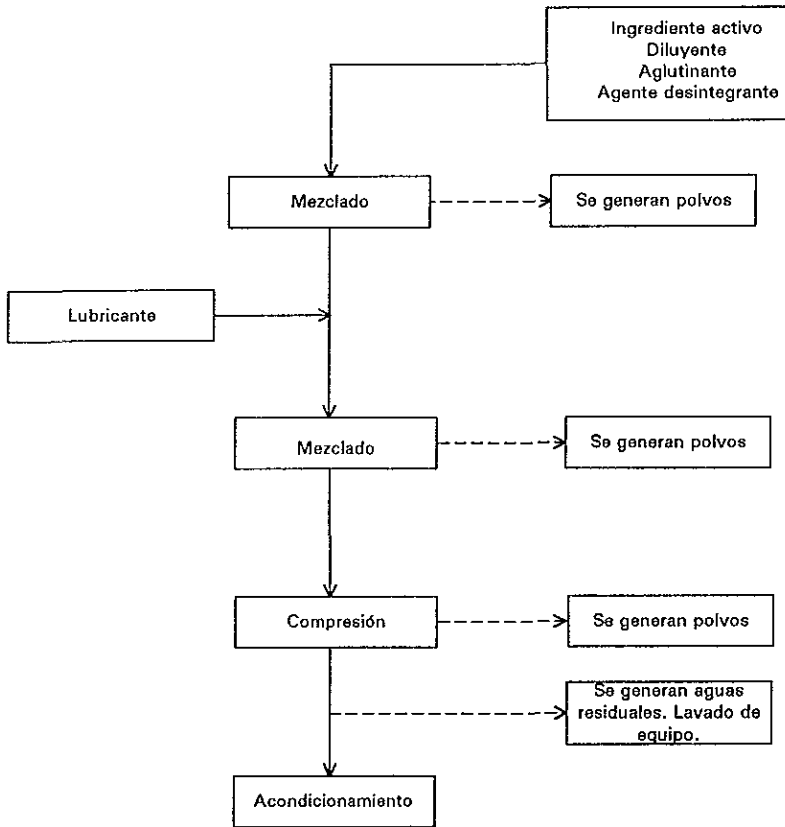 Ingrediente activo
Diluyente
Aglutinante
Agente desintegrante
Mezclado
Se generan polvos
Lubricante
Mezclado
Se generan polvos
Compresión
Se generan polvos
Se generan aguas
residuales. Lavado de
equipo.
Acondicionamiento